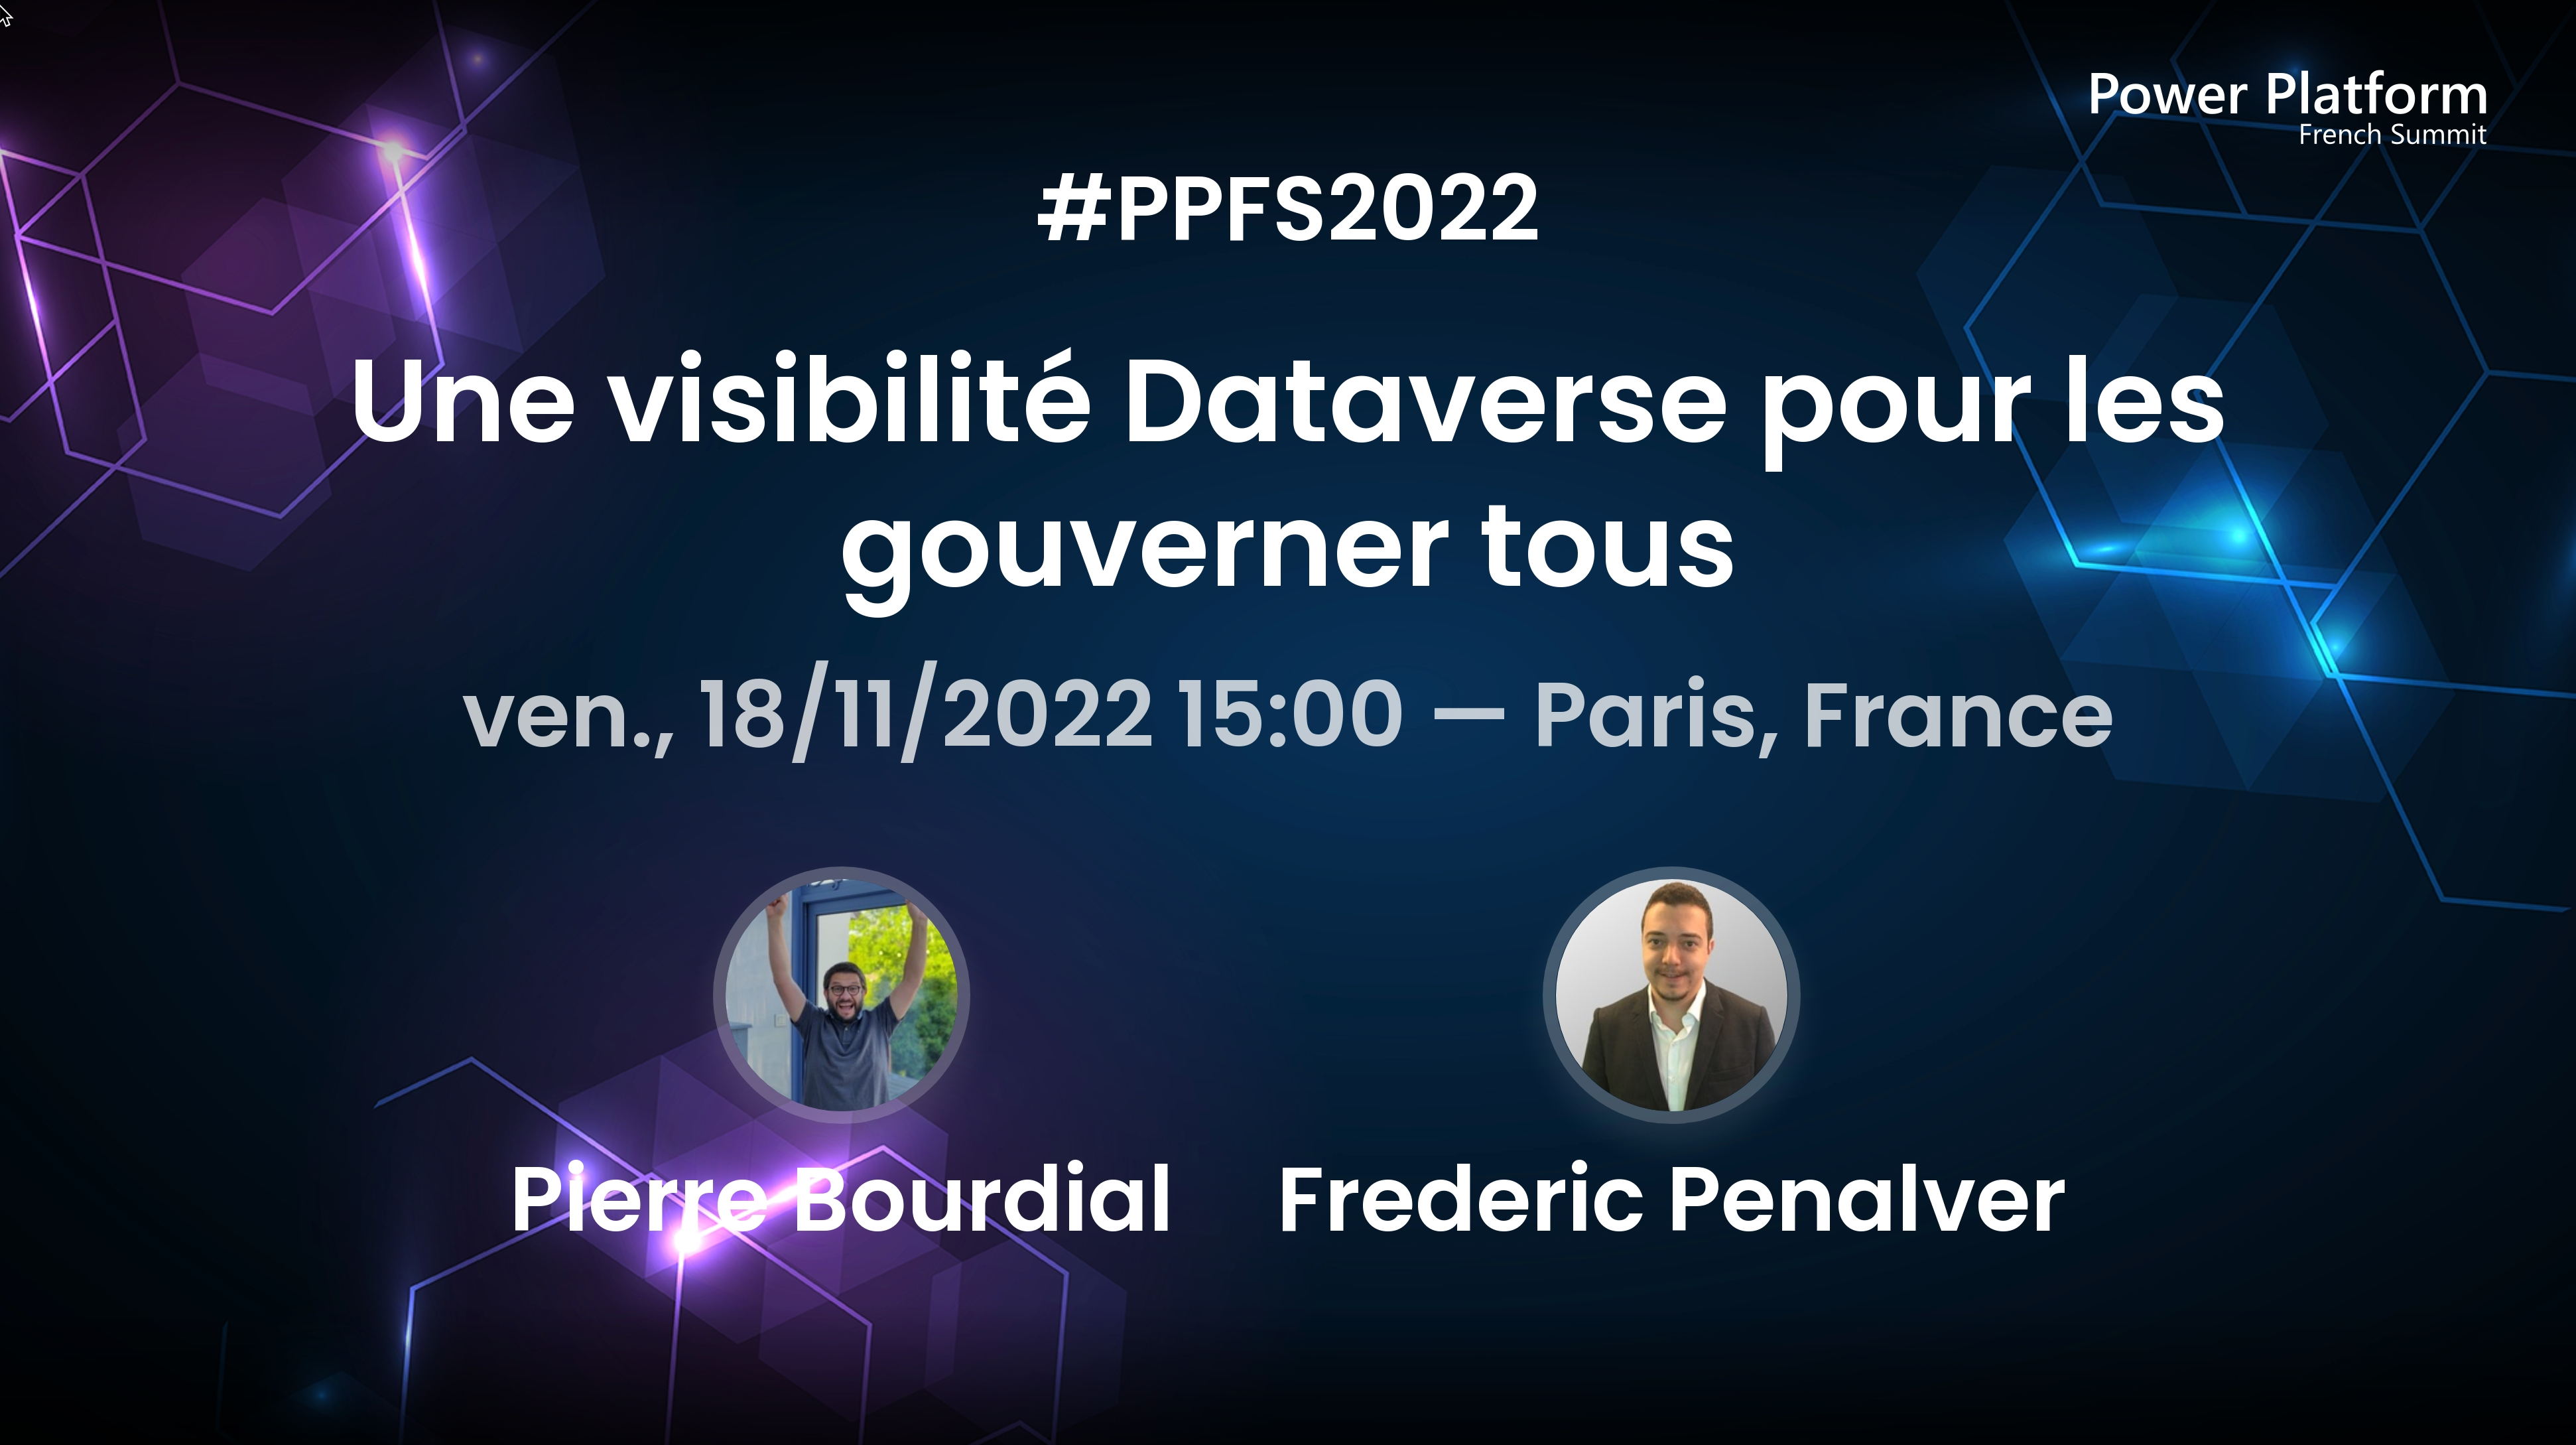 Power Platform
French Summit
#PPFS2022
Une visibilité Dataverse pour les
gouverner tous
ven., 18/11/2022 15:00 — Paris, France
Pierre Bourdial
Frederic Penalver